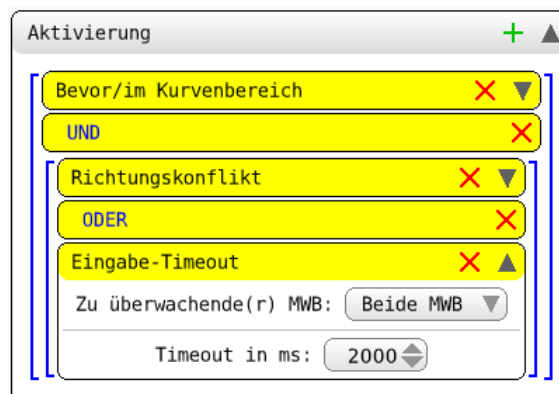 Aktivierung
Bevor/im Kurvenbereich
UND
Richtungskonflikt
ODER
Eingabe-Timeout
Zu überwachende(r) MWB: Beide MWB
Timeout in ms: 2000